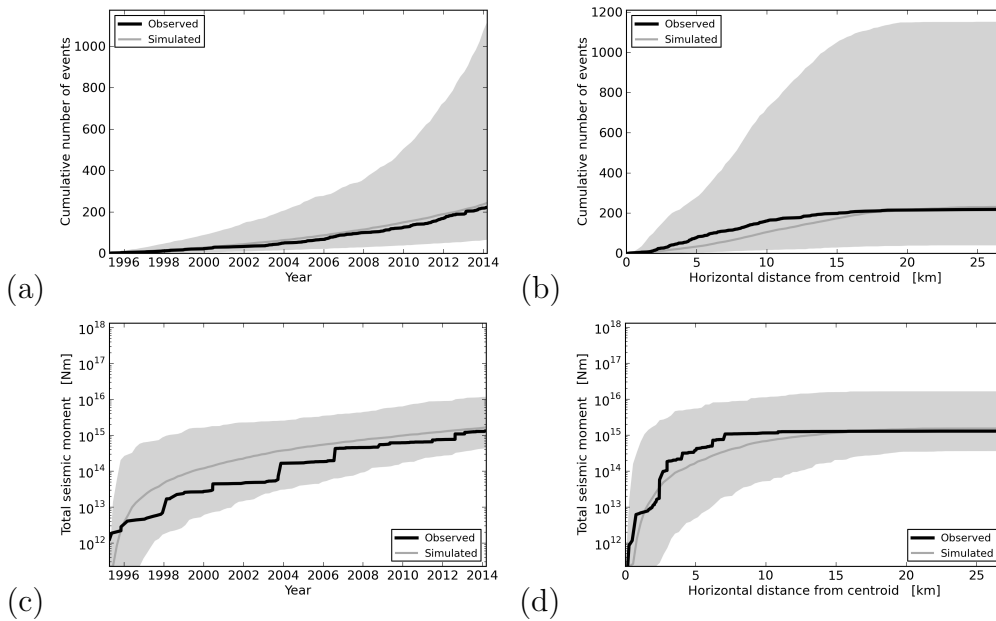 Observed
Simulated
Cumulative number of events
1000
800
600
400
200
0
1996 1998 2000 2002 2004 2006 2008 2010 2012 2014
Year
(a)
Observed
Simulated
Cumulative number of events
1200
1000
800
600
400
200
0
0 5 10 15 20 25
Horizontal distance from centroid [km]
(b)
Total seismic moment [Nm]
10^18
10^17
10^16
10^15
10^14
10^13
10^12
Observed
Simulated
1996 1998 2000 2002 2004 2006 2008 2010 2012 2014
Year
(c)
Total seismic moment [Nm]
10^18
10^17
10^16
10^15
10^14
10^13
10^12
Observed
Simulated
0 5 10 15 20 25
Horizontal distance from centroid [km]
(d)